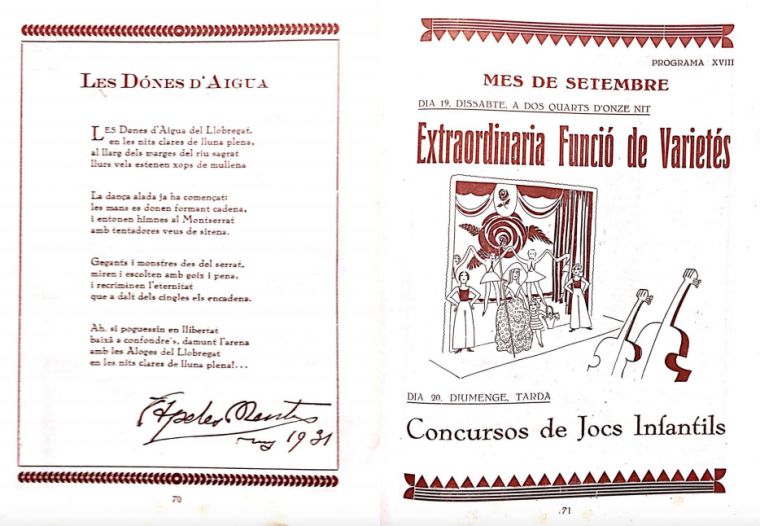 LES DÓNES D'AIGUA
LES Dones d'Aigua del Llobregat,
en les nits clares de lluna plena,
al llarg dels marges del riu sagrat
llurs vels estenen xops de mullena
La dança alada ja ha començat;
les mans es donen formant cadena,
i entonen himnes al Montserrat
amb temtadores veus de sirena.
Gegants i monstres des del serrat,
miren i escolten amb goix i pena,
i recriminen l'eternitat
que a dalt dels cingles els encadena.
Ah, si poguessin en llibertat
baixâ a confondre's, damunt l'arena
amb les Aloges del Llobregat
en les nits clares de lluna plena!...
Apeles Mestres
1931
70
PROGRAMA XVIII
MES DE SETEMBRE
DIA 19, DISSABTE, A DOS QUARTS D'ONZE NIT
Extraordinaria Funció de Varietés
DIA 20, DIUMENGE, TARDA
Concursos de Jocs Infantils
71